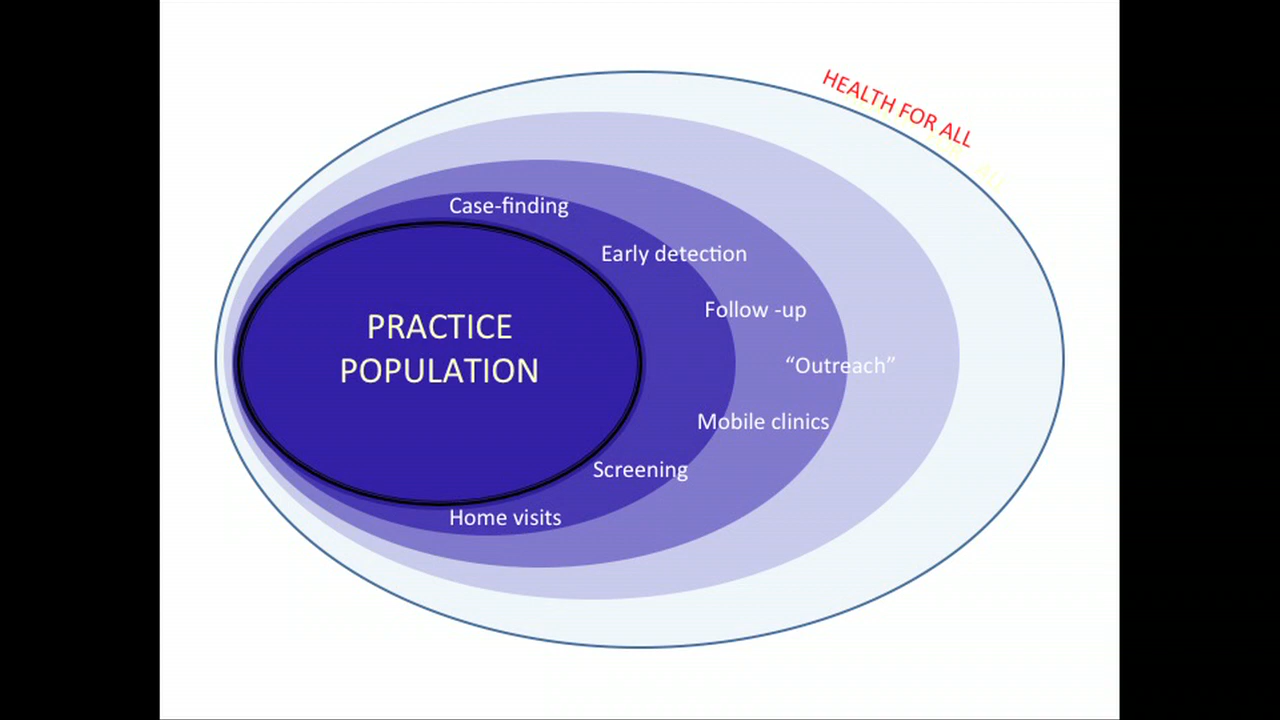 HEALTH FOR ALL
Case-finding
Early detection
Follow -up
PRACTICE
POPULATION
“Outreach”
Mobile clinics
Screening
Home visits